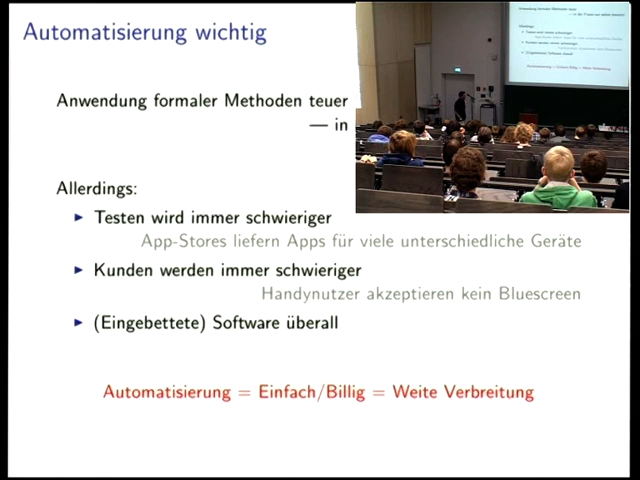 Automatisierung wichtig
Anwendung formaler Methoden teuer
— in
Allerdings:
Testen wird immer schwieriger
App-Stores liefern Apps für viele unterschiedliche Geräte
Kunden werden immer schwieriger
Handynutzer akzeptieren kein Bluescreen
(Eingebettete) Software überall
Automatisierung = Einfach/Billig = Weite Verbreitung